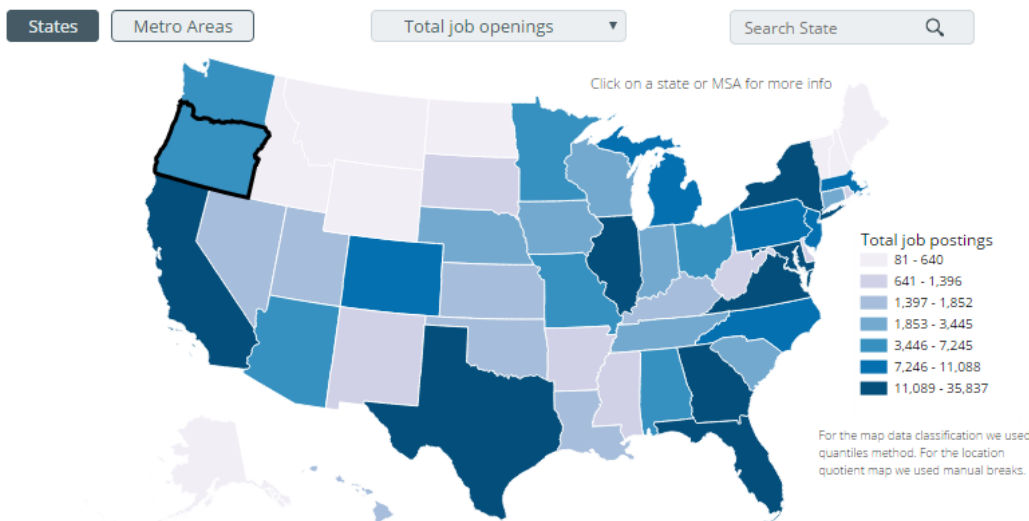 States
Metro Areas
Total job openings
Search State
Click on a state or MSA for more info
Total job postings
81 - 640
641 - 1,396
1,397 - 1,852
1,853 - 3,445
3,446 - 7,245
7,246 - 11,088
11,089 - 35,837
For the map data classification we used
quantiles method. For the location
quotient map we used manual breaks.